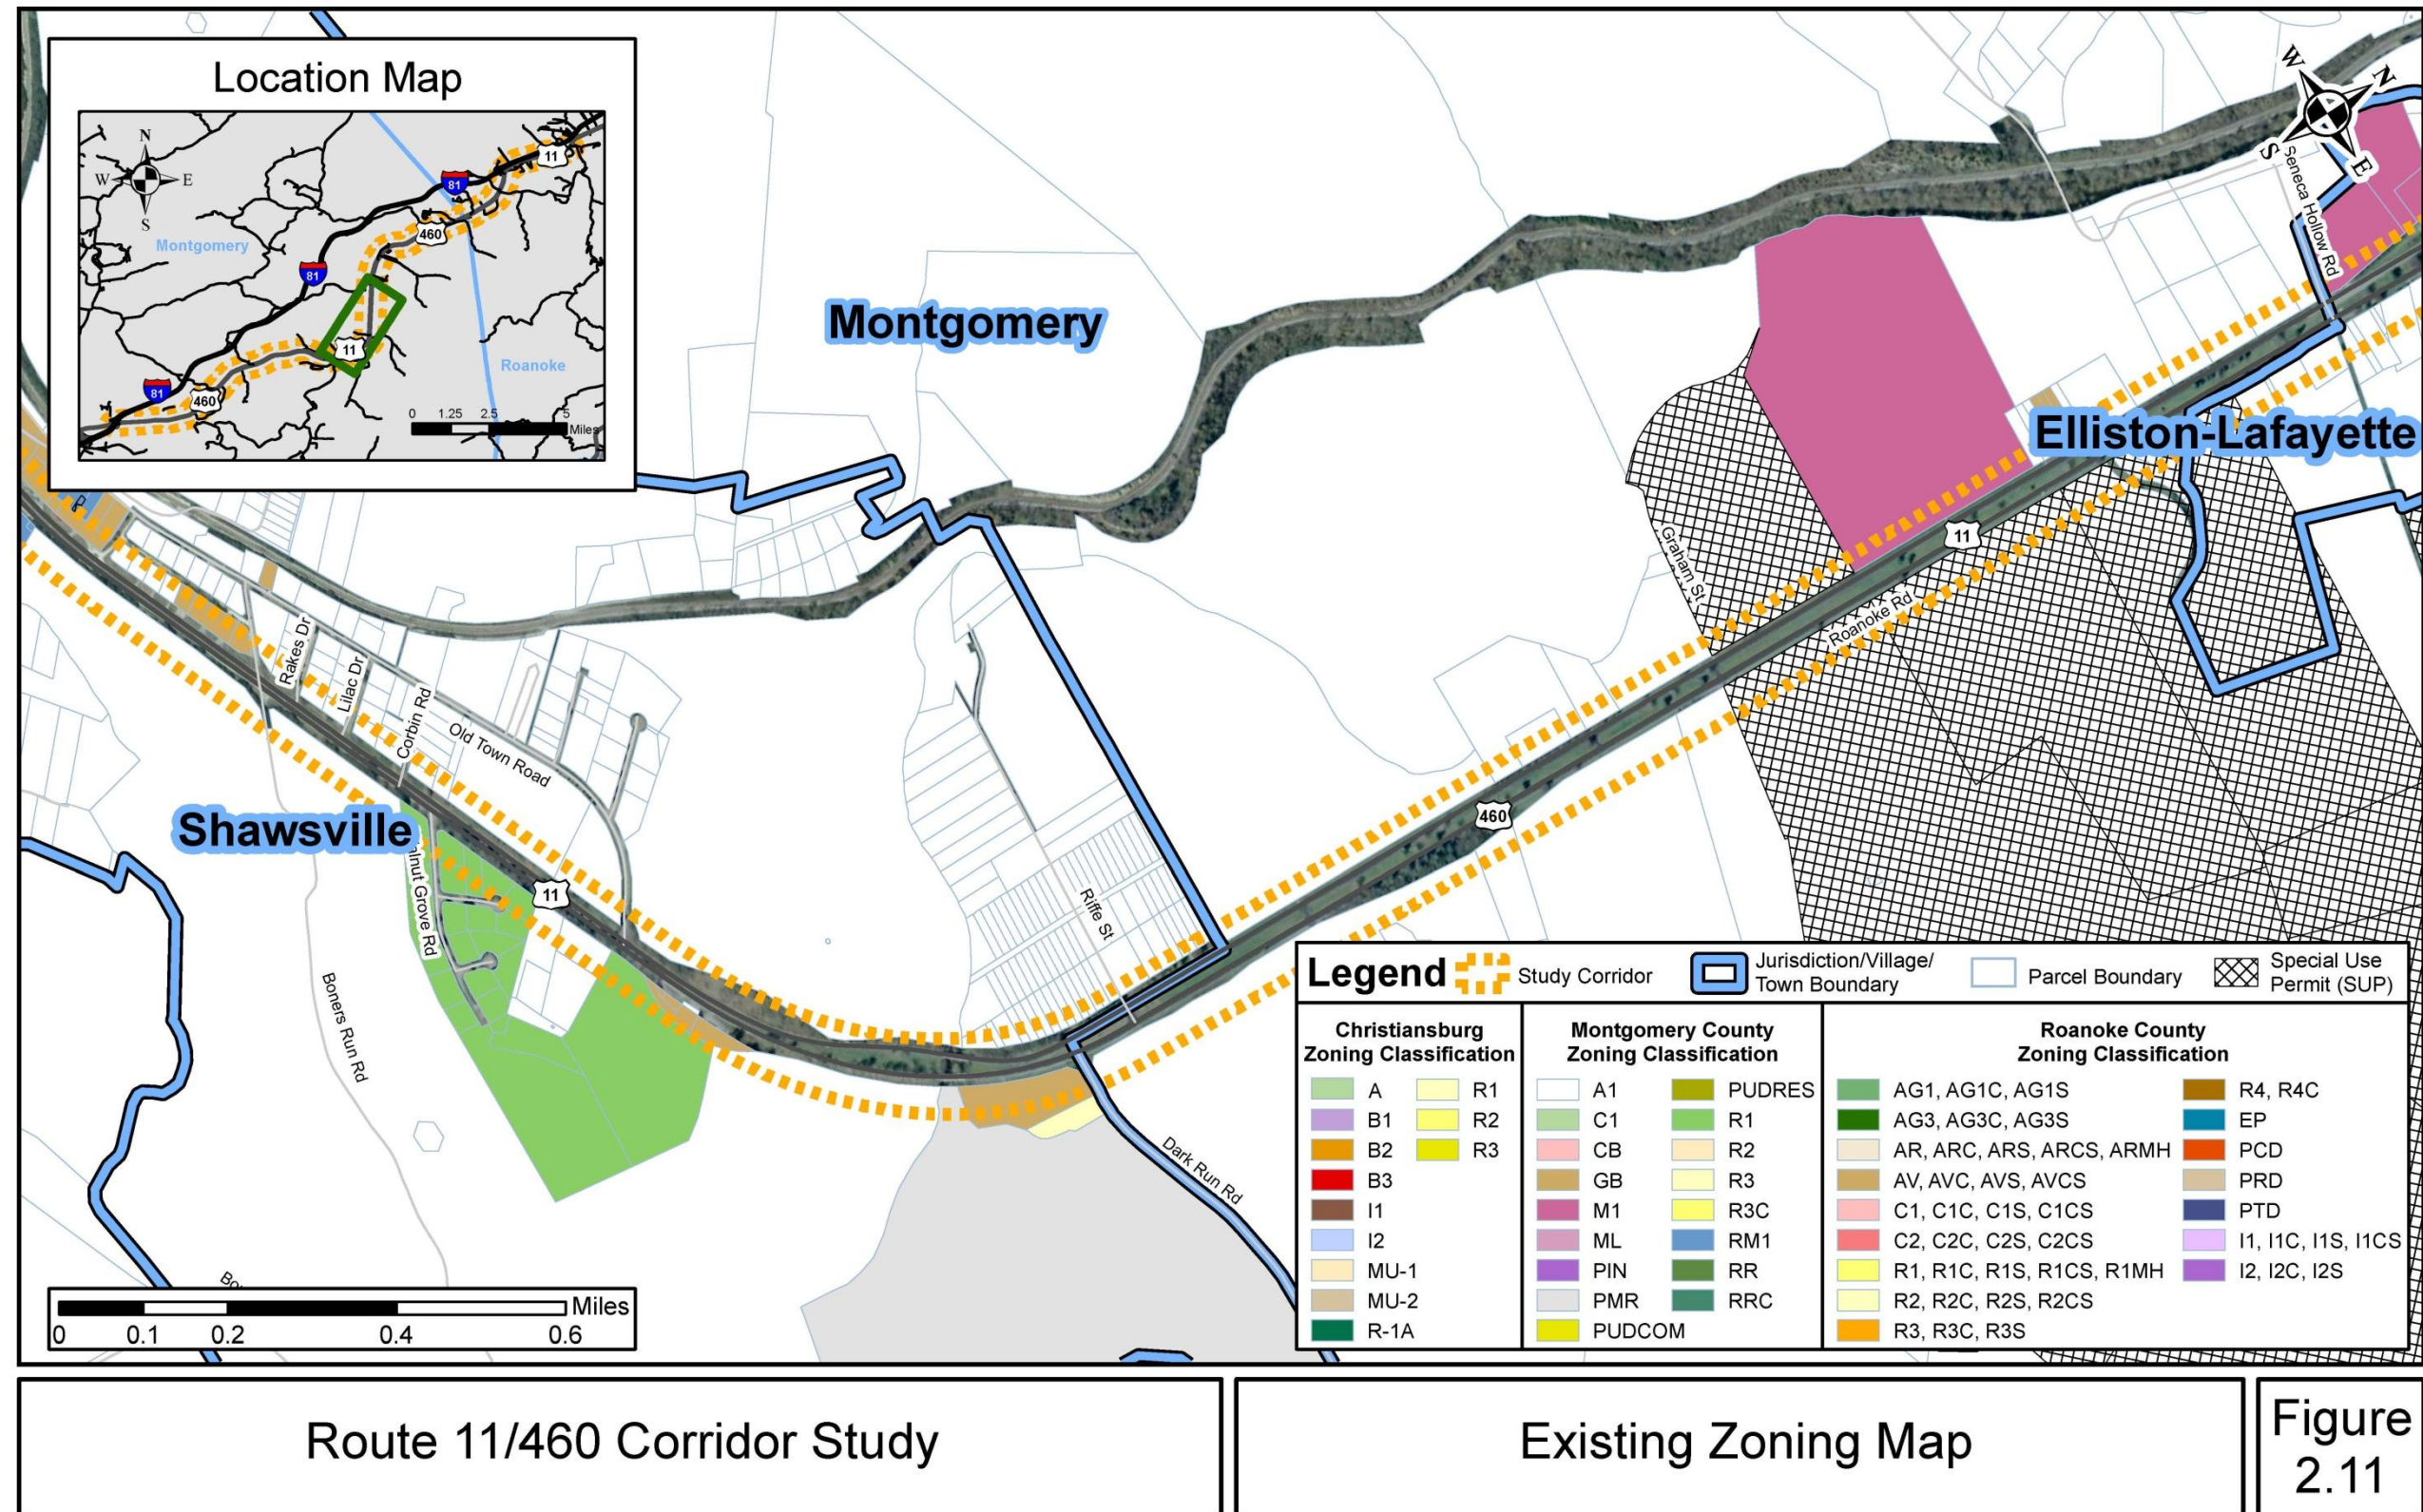 Location Map
N
W
E
S
Montgomery
Roanoke
81
81
81
11
460
11
460
0 1.25 2.5 5
Miles
W
N
S
E
Seneca Hollow Rd
Montgomery
Elliston-Lafayette
11
Graham St
Roanoke Rd
Rakes Dr
Lilac Dr
Corbin Rd
Old Town Road
460
Shawsville
11
Grove Rd
Riffe St
Boners Run Rd
Dark Run Rd
Miles
0 0.1 0.2 0.4 0.6
Legend
Study Corridor
Jurisdiction/Village/
Town Boundary
Parcel Boundary
Special Use
Permit (SUP)
Christiansburg
Zoning Classification
A
B1
B2
B3
I1
I2
MU-1
MU-2
R-1A
R1
R2
R3
Montgomery County
Zoning Classification
A1
C1
CB
GB
M1
ML
PIN
PMR
PUDCOM
PUDRES
R1
R2
R3
R3C
RM1
RR
RRC
Roanoke County
Zoning Classification
AG1, AG1C, AG1S
AG3, AG3C, AG3S
AR, ARC, ARS, ARCS, ARMH
AV, AVC, AVS, AVCS
C1, C1C, C1S, C1CS
C2, C2C, C2S, C2CS
R1, R1C, R1S, R1CS, R1MH
R2, R2C, R2S, R2CS
R3, R3C, R3S
R4, R4C
EP
PCD
PRD
PTD
I1, I1C, I1S, I1CS
I2, I2C, I2S
Route 11/460 Corridor Study
Existing Zoning Map
Figure
2.11